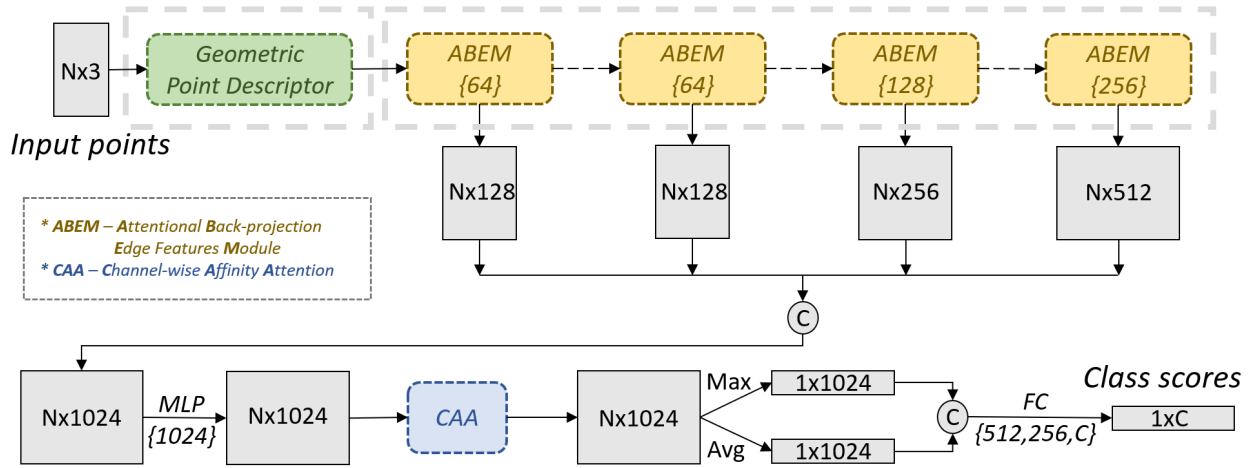 Nx3
Geometric
Point Descriptor
ABEM
{64}
ABEM
{64}
ABEM
{128}
ABEM
{256}
Input points
Nx128
Nx128
Nx256
Nx512
* ABEM – Attentional Back-projection
Edge Features Module
* CAA – Channel-wise Affinity Attention
C
Nx1024
MLP
{1024}
Nx1024
CAA
Nx1024
Max
1x1024
Avg
1x1024
C
FC
{512,256,C}
Class scores
1xC